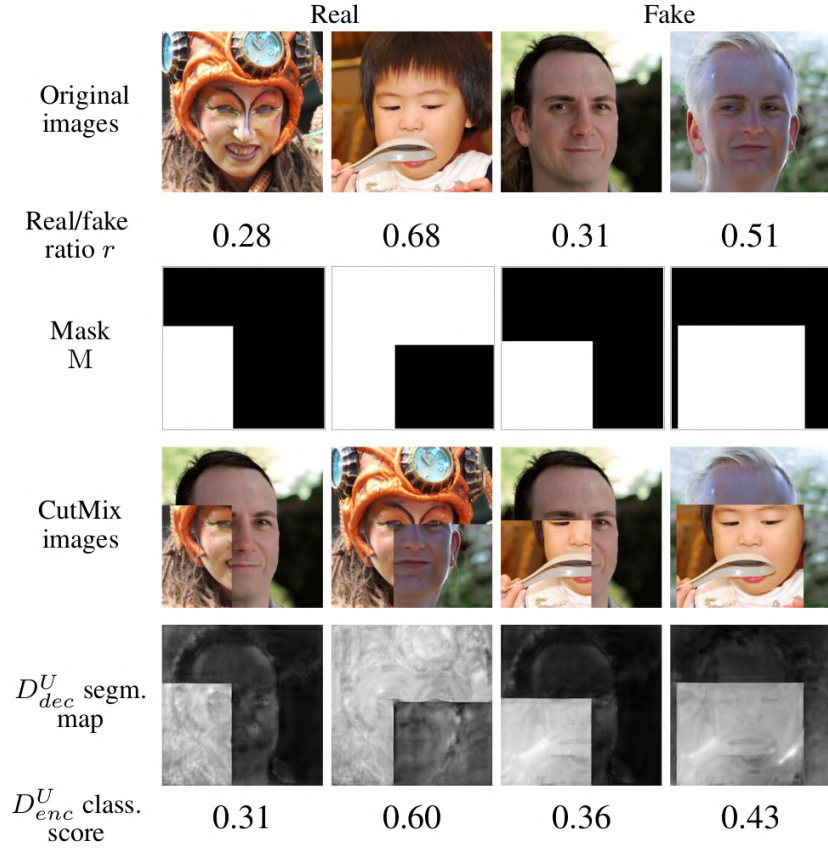 Real Fake
Original
images
Real/fake
ratio r
0.28 0.68 0.31 0.51
Mask
M
CutMix
images
D^U_dec segm.
map
D^U_enc class.
score
0.31 0.60 0.36 0.43